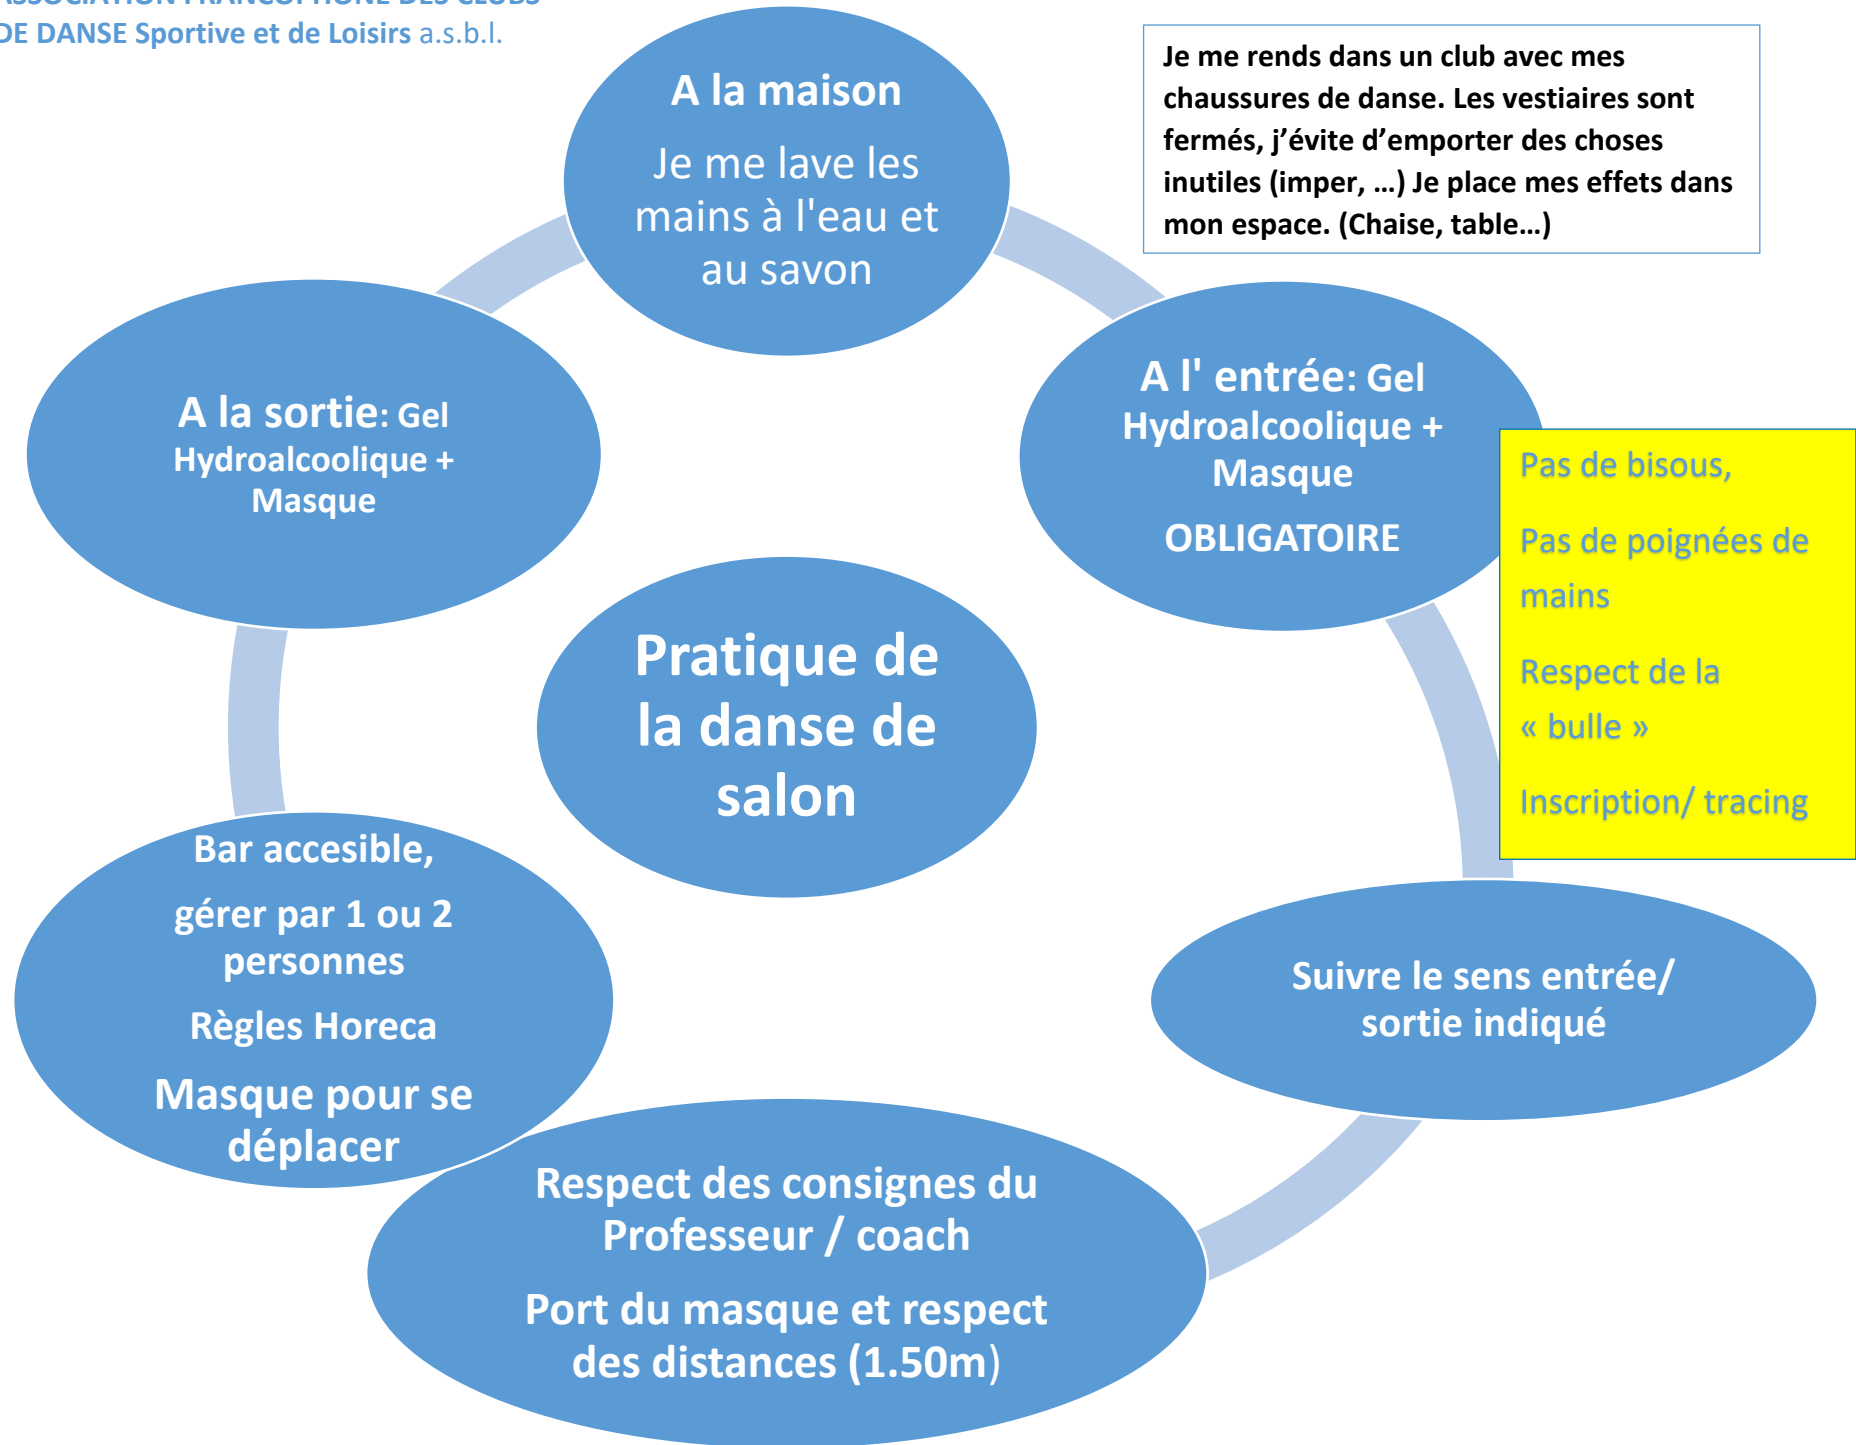 ASSOCIATION FRANCOPHONE DES CLUBS
DE DANSE Sportive et de Loisirs a.s.b.l.
Je me rends dans un club avec mes
chaussures de danse. Les vestiaires sont
fermés, j’évite d’emporter des choses
inutiles (imper, …) Je place mes effets dans
mon espace. (Chaise, table…)
A la maison
Je me lave les
mains à l'eau et
au savon
A l' entrée: Gel
Hydroalcoolique +
Masque
OBLIGATOIRE
Pas de bisous,
Pas de poignées de
mains
Respect de la
« bulle »
Inscription/ tracing
Suivre le sens entrée/
sortie indiqué
Respect des consignes du
Professeur / coach
Port du masque et respect
des distances (1.50m)
Bar accesible,
gérer par 1 ou 2
personnes
Règles Horeca
Masque pour se
déplacer
A la sortie: Gel
Hydroalcoolique +
Masque
Pratique de
la danse de
salon